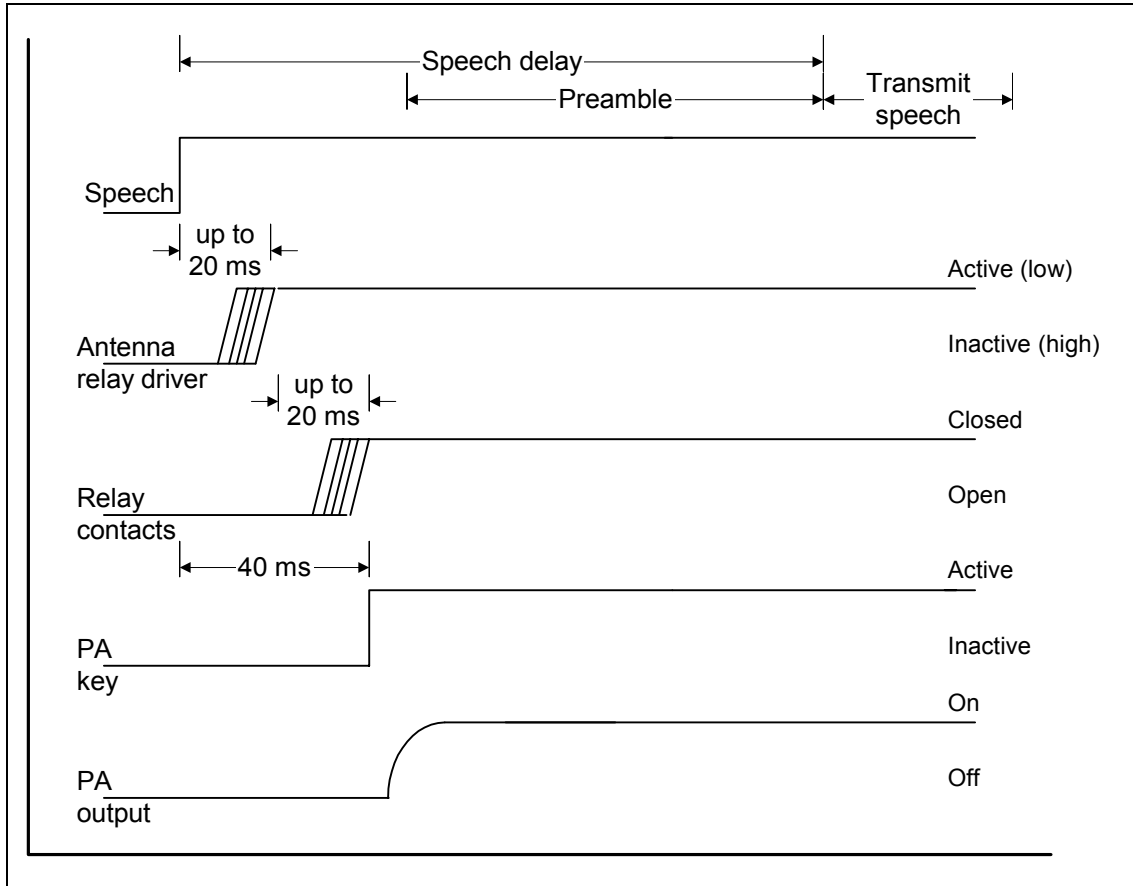 Speech delay
Preamble
Transmit
speech
Speech
up to
20 ms
Active (low)
Antenna
relay driver
Inactive (high)
up to
20 ms
Closed
Relay
contacts
Open
40 ms
Active
PA
key
Inactive
On
PA
output
Off